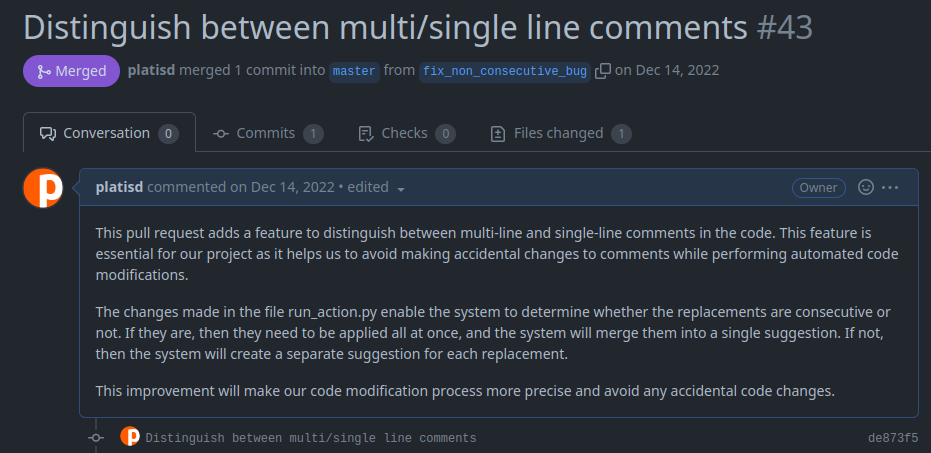 Distinguish between multi/single line comments #43
Merged platisd merged 1 commit into master from fix_non_consecutive_bug on Dec 14, 2022
Conversation 0 Commits 1 Checks 0 Files changed 1
platisd commented on Dec 14, 2022 • edited Owner
This pull request adds a feature to distinguish between multi-line and single-line comments in the code. This feature is
essential for our project as it helps us to avoid making accidental changes to comments while performing automated code
modifications.
The changes made in the file run_action.py enable the system to determine whether the replacements are consecutive or
not. If they are, then they need to be applied all at once, and the system will merge them into a single suggestion. If not,
then the system will create a separate suggestion for each replacement.
This improvement will make our code modification process more precise and avoid any accidental code changes.
Distinguish between multi/single line comments de873f5